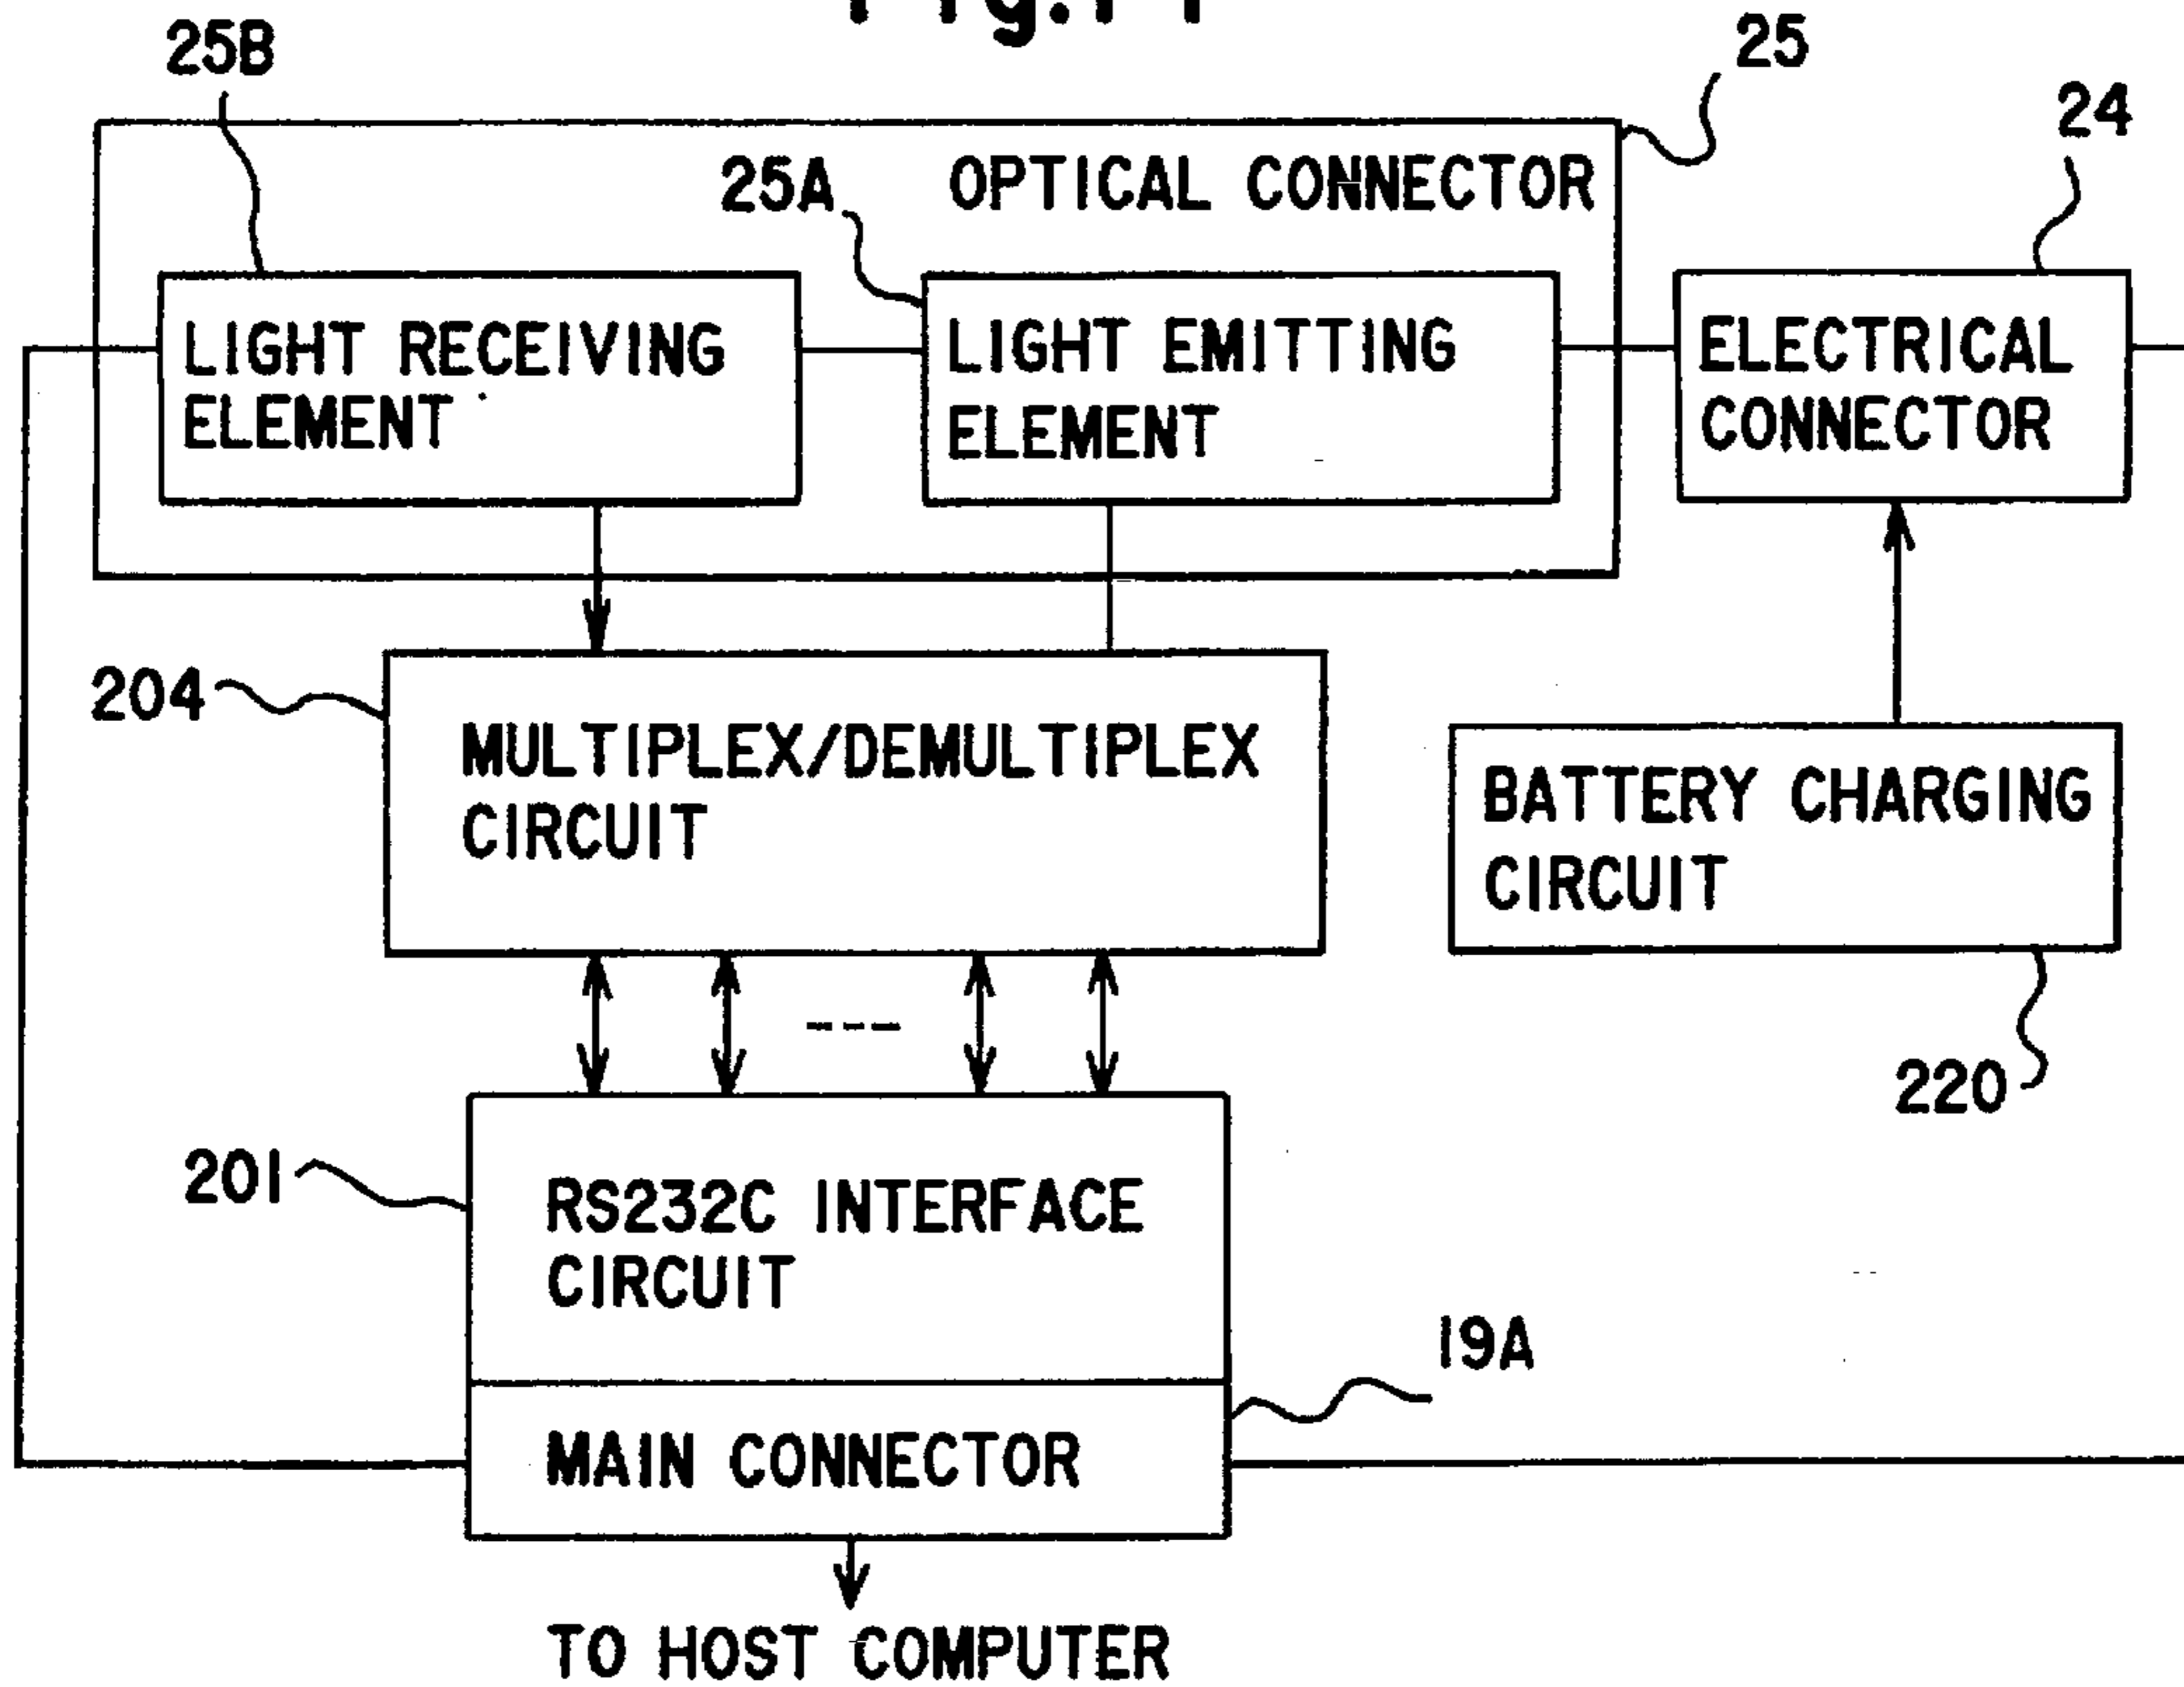 25B
25
24
25A
OPTICAL CONNECTOR
LIGHT RECEIVING
ELEMENT
LIGHT EMITTING
ELEMENT
ELECTRICAL
CONNECTOR
204
MULTIPLEX/DEMULTIPLEX
CIRCUIT
BATTERY CHARGING
CIRCUIT
220
201
RS232C INTERFACE
CIRCUIT
19A
MAIN CONNECTOR
TO HOST COMPUTER